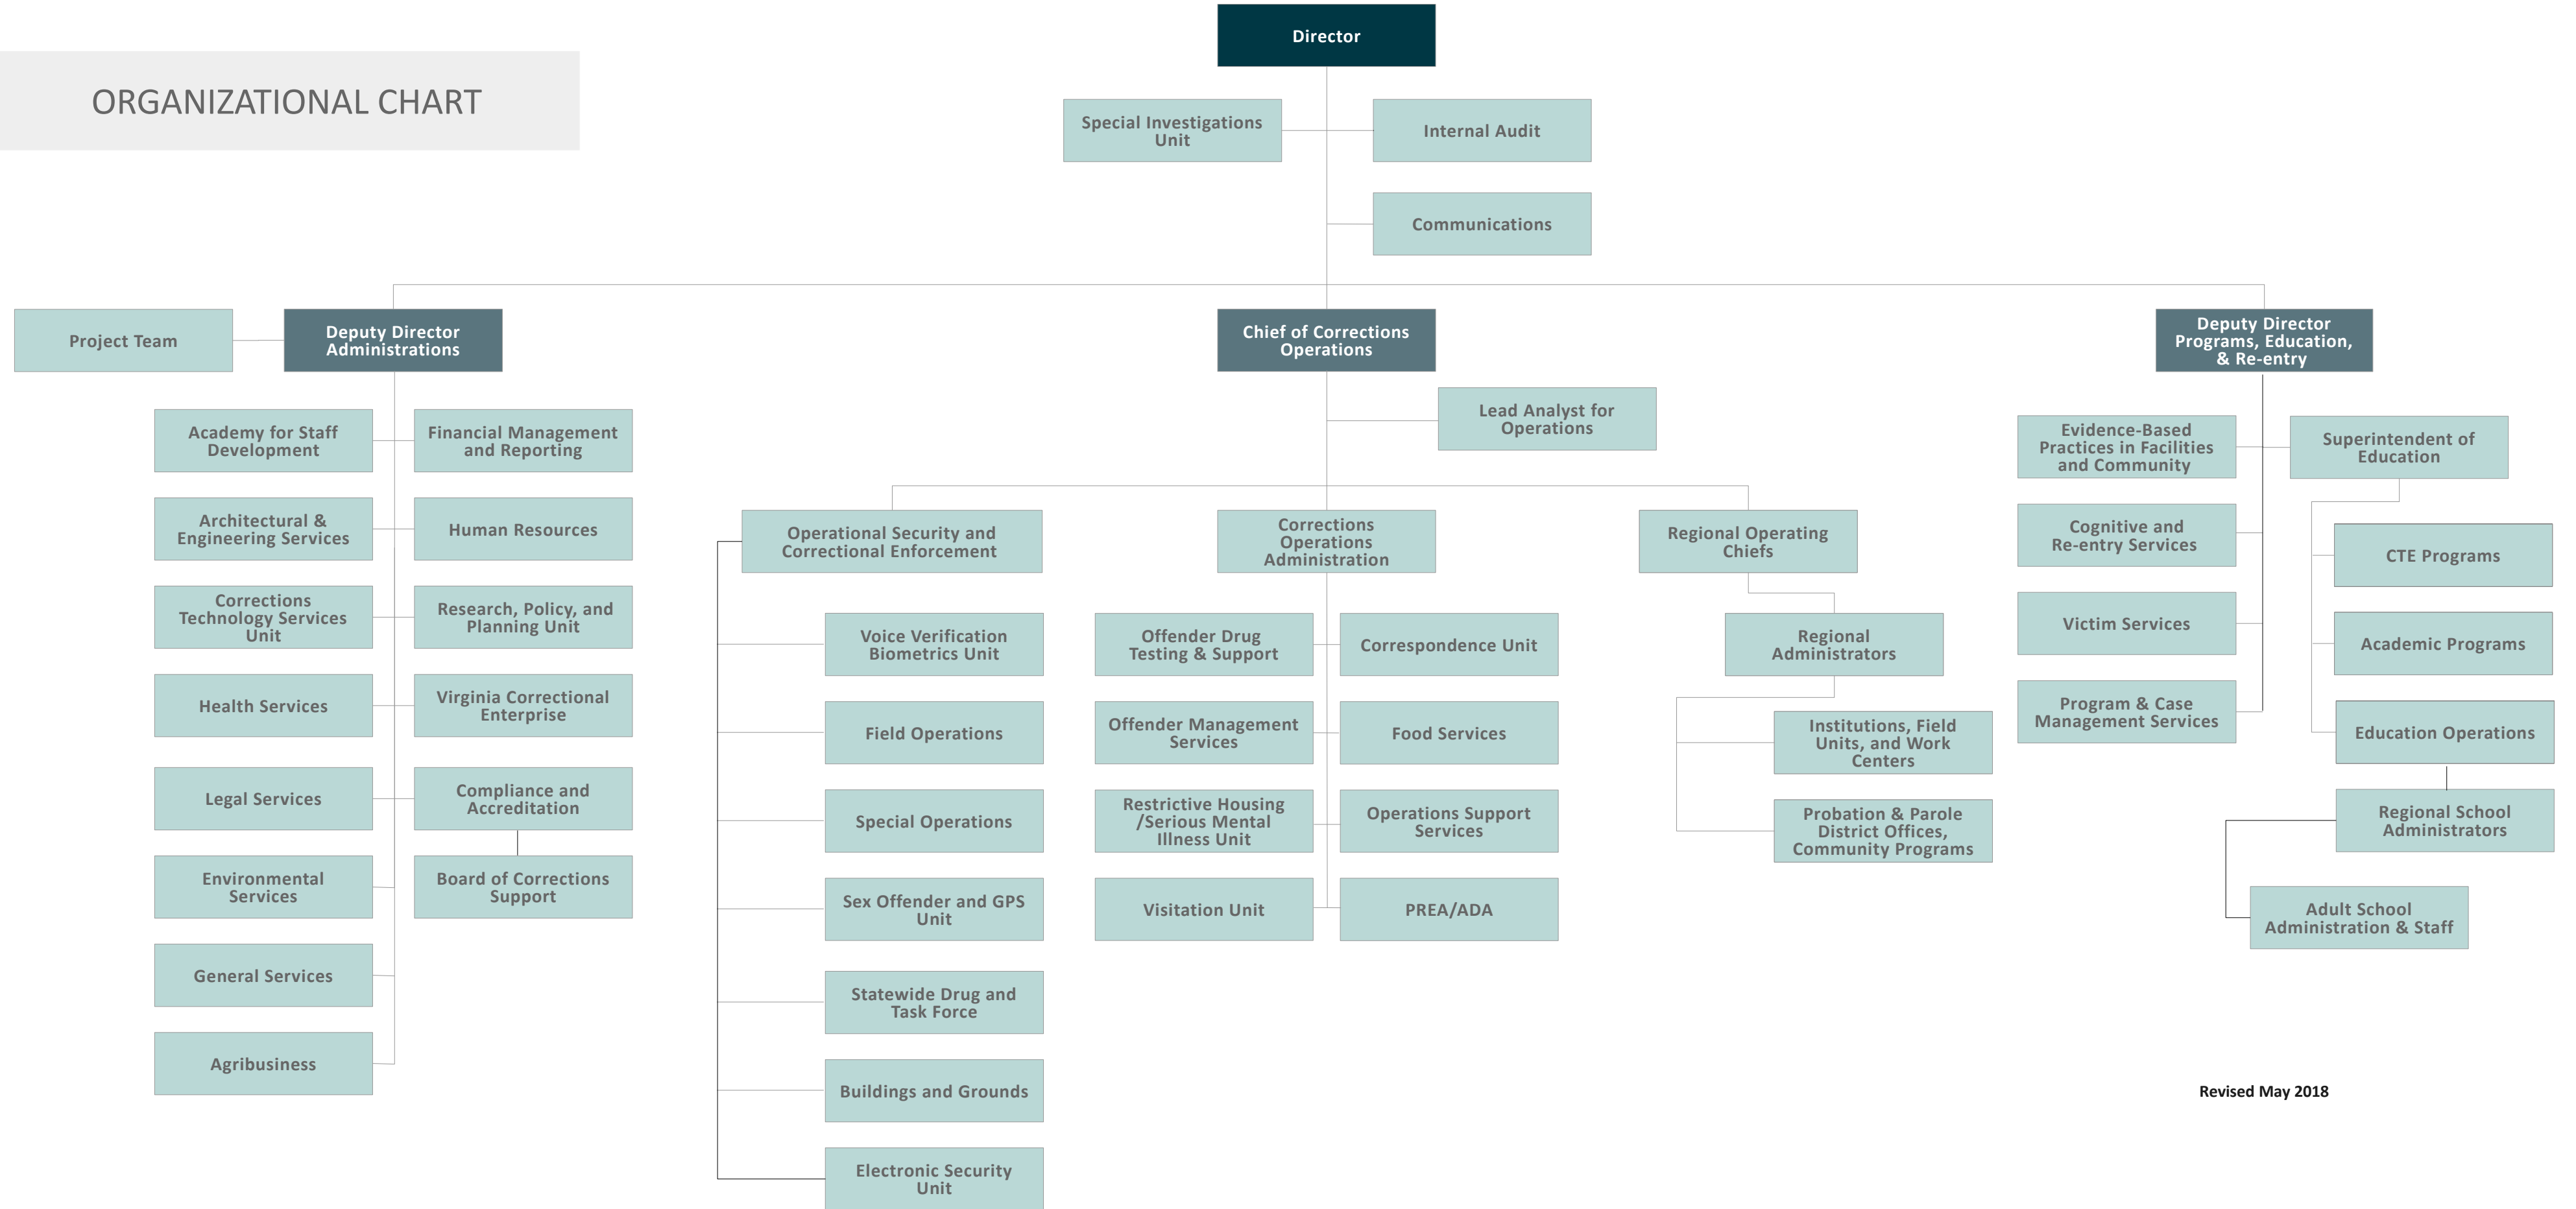 Director
ORGANIZATIONAL CHART
Special Investigations
Unit
Internal Audit
Communications
Project Team
Deputy Director
Administrations
Chief of Corrections
Operations
Deputy Director
Programs, Education,
& Re-entry
Lead Analyst for
Operations
Academy for Staff
Development
Financial Management
and Reporting
Architectural &
Engineering Services
Human Resources
Corrections
Technology Services
Unit
Research, Policy, and
Planning Unit
Health Services
Virginia Correctional
Enterprise
Legal Services
Compliance and
Accreditation
Environmental
Services
Board of Corrections
Support
General Services
Agribusiness
Operational Security and
Correctional Enforcement
Voice Verification
Biometrics Unit
Field Operations
Special Operations
Sex Offender and GPS
Unit
Statewide Drug and
Task Force
Buildings and Grounds
Electronic Security
Unit
Corrections
Operations
Administration
Offender Drug
Testing & Support
Correspondence Unit
Offender Management
Services
Food Services
Restrictive Housing
/Serious Mental
Illness Unit
Operations Support
Services
Visitation Unit
PREA/ADA
Regional Operating
Chiefs
Regional
Administrators
Institutions, Field
Units, and Work
Centers
Probation & Parole
District Offices,
Community Programs
Evidence-Based
Practices in Facilities
and Community
Superintendent of
Education
Cognitive and
Re-entry Services
Victim Services
Program & Case
Management Services
CTE Programs
Academic Programs
Education Operations
Regional School
Administrators
Adult School
Administration & Staff
Revised May 2018